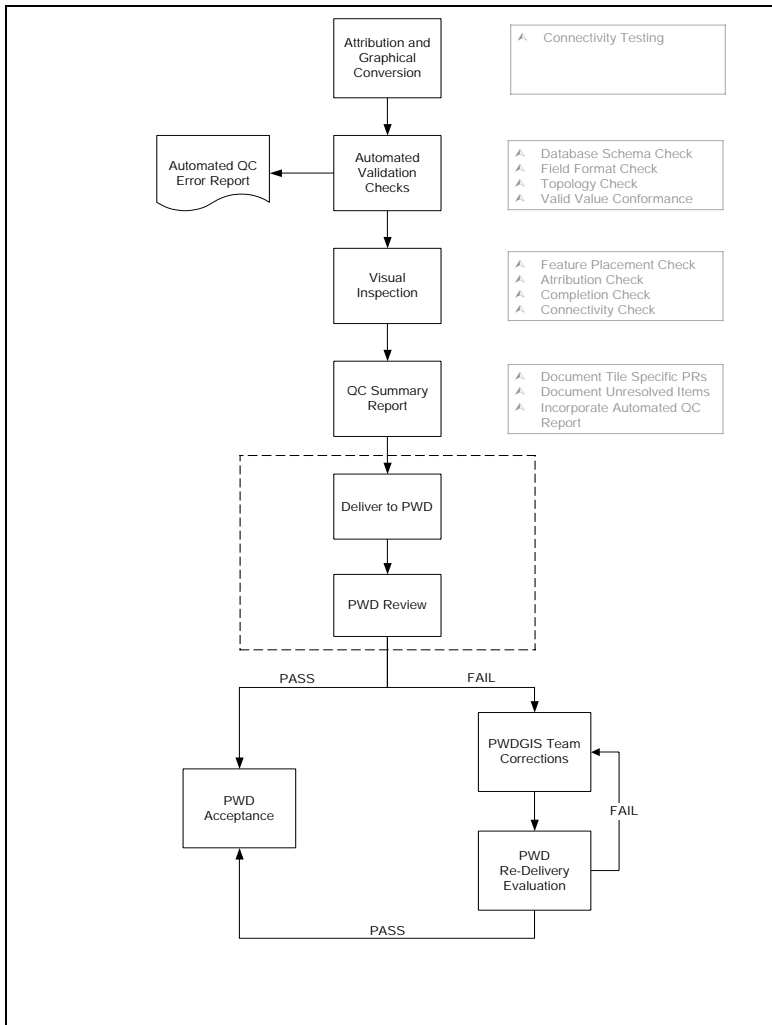 Attribution and
Graphical
Conversion
Connectivity Testing
Automated QC
Error Report
Automated
Validation
Checks
Database Schema Check
Field Format Check
Topology Check
Valid Value Conformance
Visual
Inspection
Feature Placement Check
Atrribution Check
Completion Check
Connectivity Check
QC Summary
Report
Document Tile Specific PRs
Document Unresolved Items
Incorporate Automated QC
Report
Deliver to PWD
PWD Review
PASS
FAIL
PWDGIS Team
Corrections
PWD
Acceptance
FAIL
PWD
Re-Delivery
Evaluation
PASS